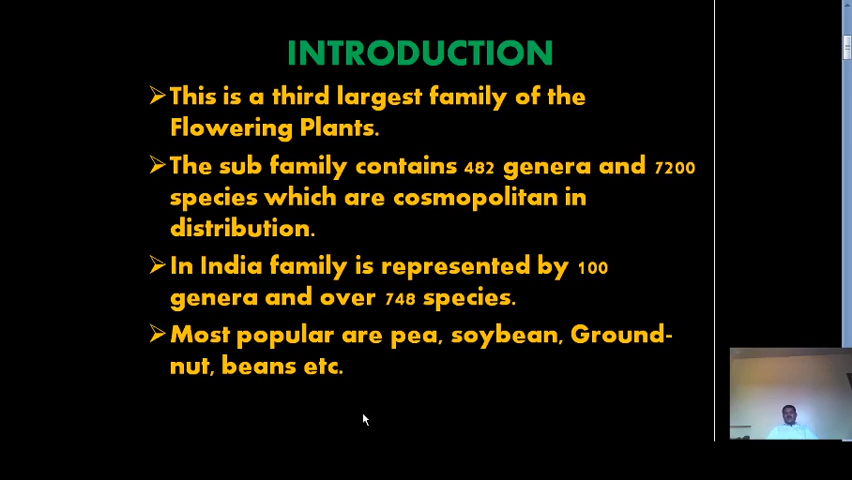 INTRODUCTION
This is a third largest family of the
Flowering Plants.
The sub family contains 482 genera and 7200
species which are cosmopolitan in
distribution.
In India family is represented by 100
genera and over 748 species.
Most popular are pea, soybean, Ground-
nut, beans etc.